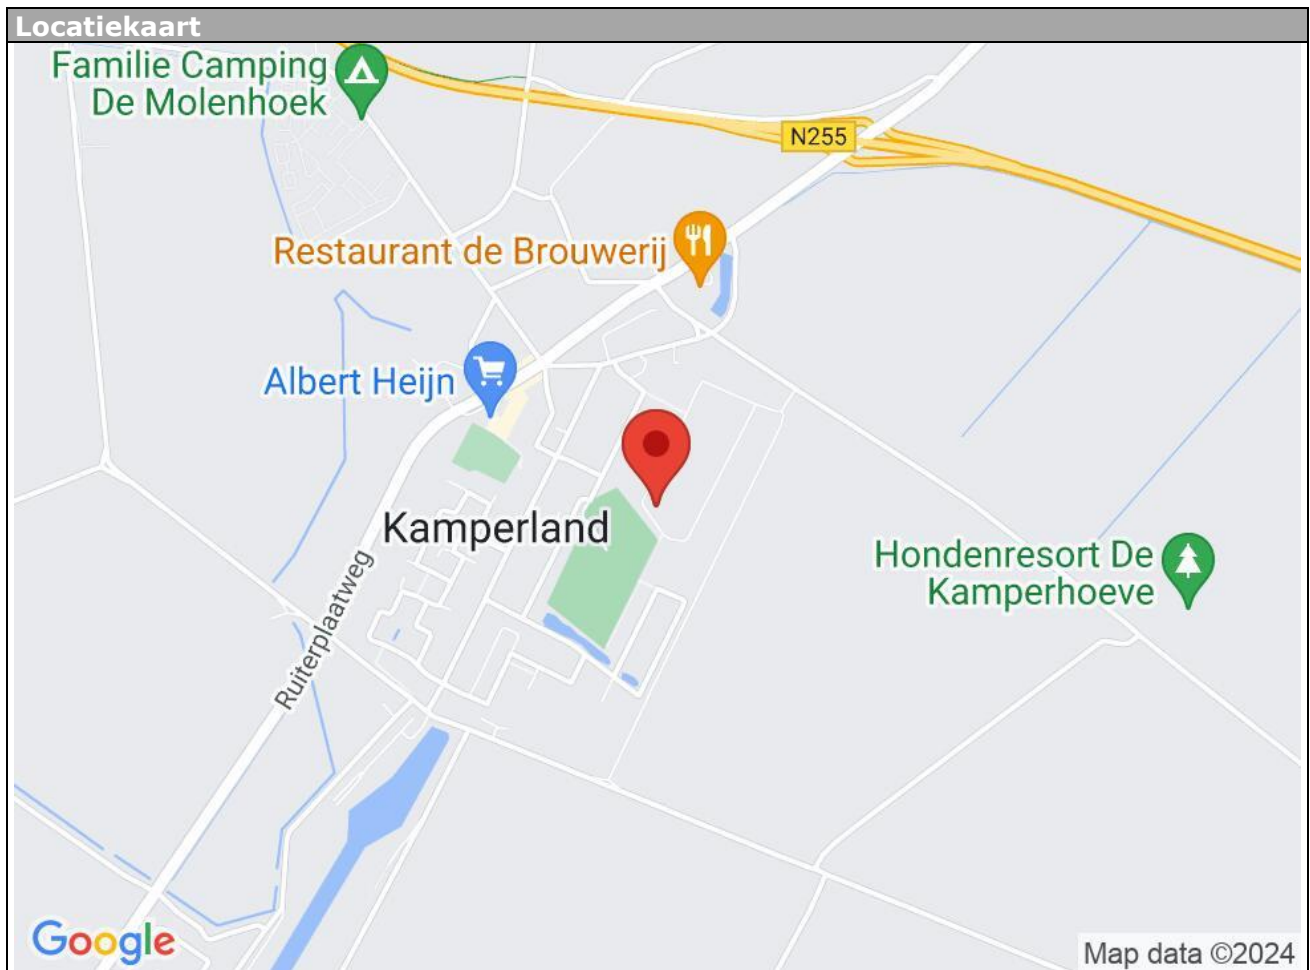 Locatiekaart
Familie Camping
De Molenhoek
N255
Restaurant de Brouwerij
Albert Heijn
Kamperland
Hondenresort De
Kamperhoeve
Ruiterplaatweg
Google
Map data ©2024